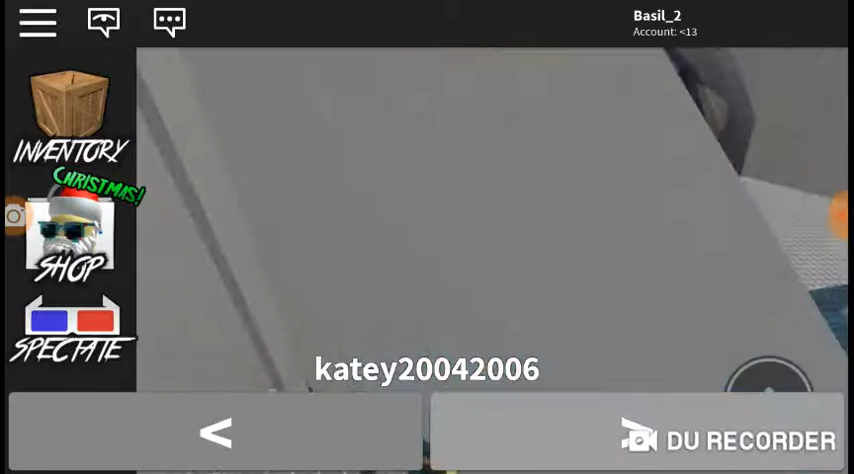 Basil_2
Account: <13
INVENTORY
CHRISTMAS!
SHOP
SPECTATE
katey20042006
<
>
DU RECORDER